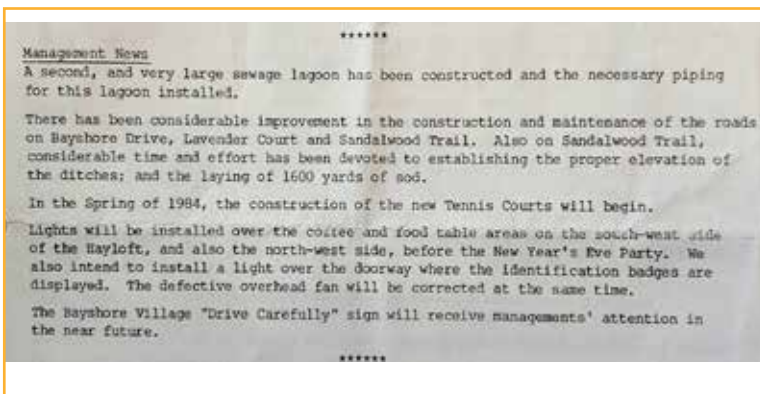 ******
Management News
A second, and very large sewage lagoon has been constructed and the necessary piping
for this lagoon installed.
There has been considerable improvement in the construction and maintenance of the roads
on Bayshore Drive, Lavender Court and Sandalwood Trail. Also on Sandalwood Trail,
considerable time and effort has been devoted to establishing the proper elevation of
the ditches; and the laying of 1600 yards of sod.
In the Spring of 1984, the construction of the new Tennis Courts will begin.
Lights will be installed over the coffee and food table areas on the south-west side
of the Hayloft, and also the north-west side, before the New Year's Eve Party. We
also intend to install a light over the doorway where the identification badges are
displayed. The defective overhead fan will be corrected at the same time.
The Bayshore Village "Drive Carefully" sign will receive managements' attention in
the near future.
******